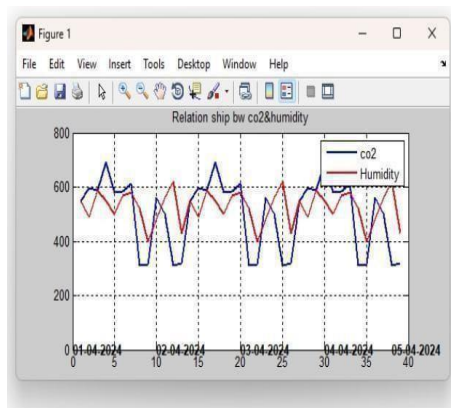 Figure 1
File Edit View Insert Tools Desktop Window Help
Relation ship bw co2&humidity
800
co2
Humidity
600
400
200
0
01-04-2024 02-04-2024 03-04-2024 04-04-2024 05-04-2024
0 5 10 15 20 25 30 35 40